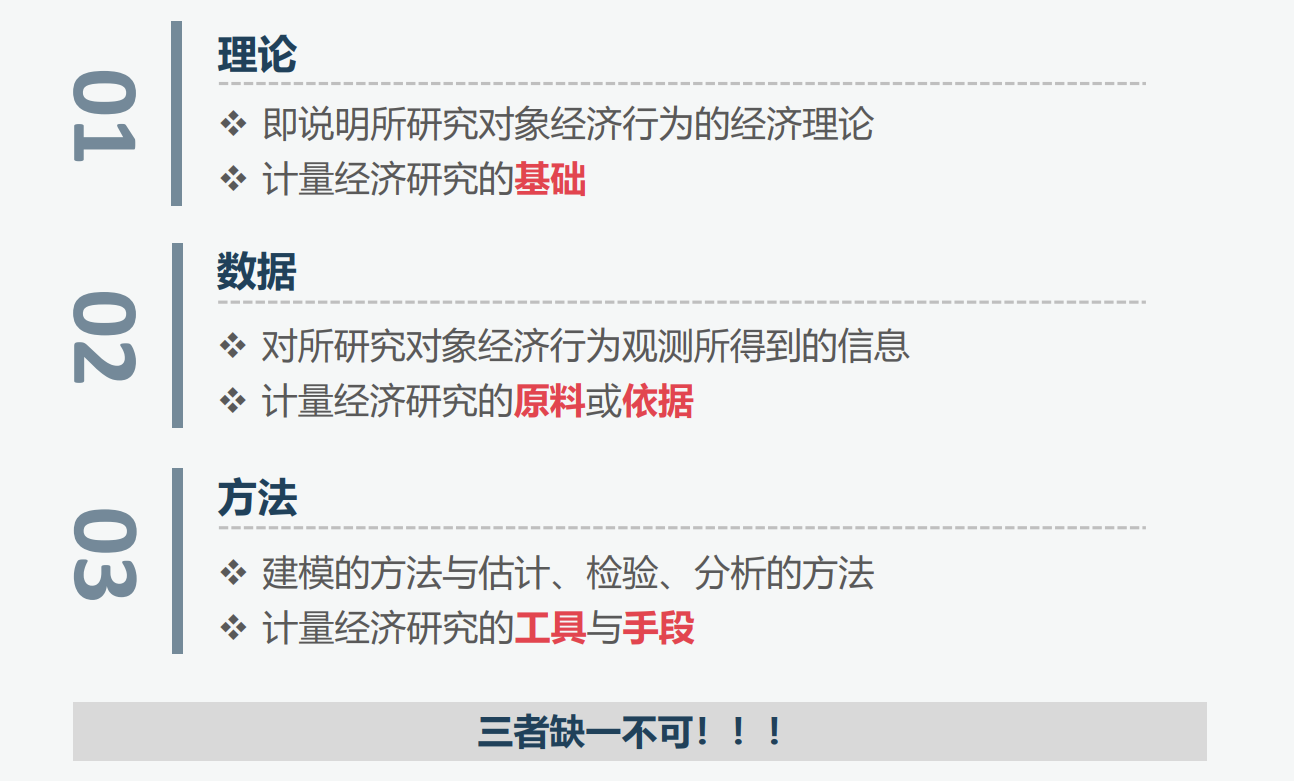 01
理论
❖ 即说明所研究对象经济行为的经济理论
❖ 计量经济研究的基础
02
数据
❖ 对所研究对象经济行为观测所得到的信息
❖ 计量经济研究的原料或依据
03
方法
❖ 建模的方法与估计、检验、分析的方法
❖ 计量经济研究的工具与手段
三者缺一不可！！！